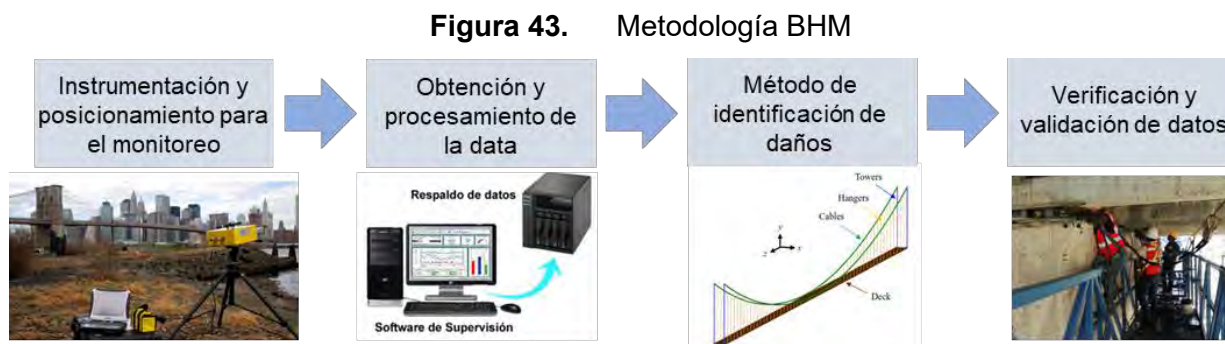 Figura 43. Metodología BHM
Instrumentación y
posicionamiento para
el monitoreo
Obtención y
procesamiento de
la data
Método de
identificación de
daños
Verificación y
validación de datos
Respaldo de datos
Software de Supervisión
Towers
Hangers
Cables
y
z
x
Deck